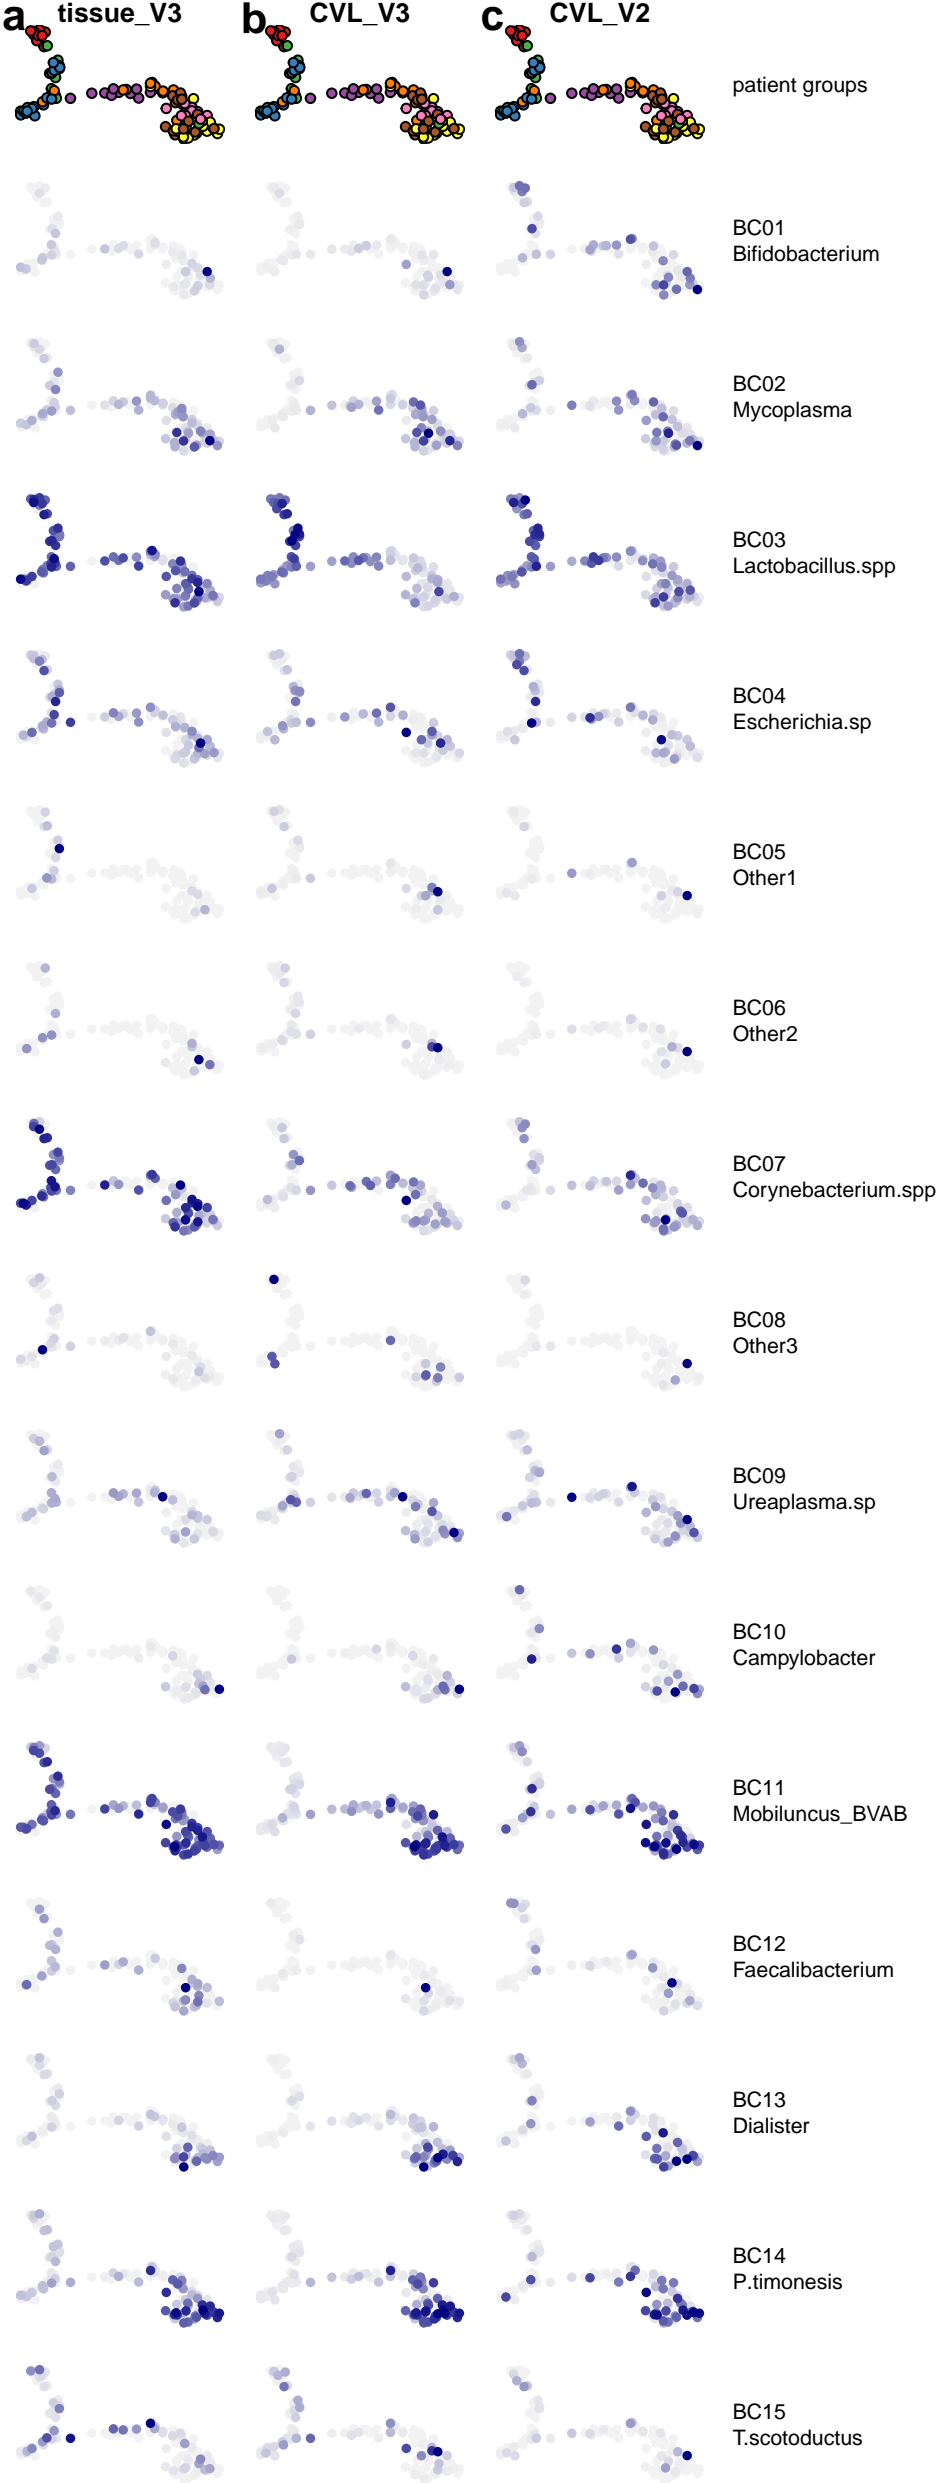 a tissue_V3 b CVL_V3 c CVL_V2
patient groups
BC01
Bifidobacterium
BC02
Mycoplasma
BC03
Lactobacillus.spp
BC04
Escherichia.sp
BC05
Other1
BC06
Other2
BC07
Corynebacterium.spp
BC08
Other3
BC09
Ureaplasma.sp
BC10
Campylobacter
BC11
Mobiluncus_BVAB
BC12
Faecalibacterium
BC13
Dialister
BC14
P.timonesis
BC15
T.scotoductus